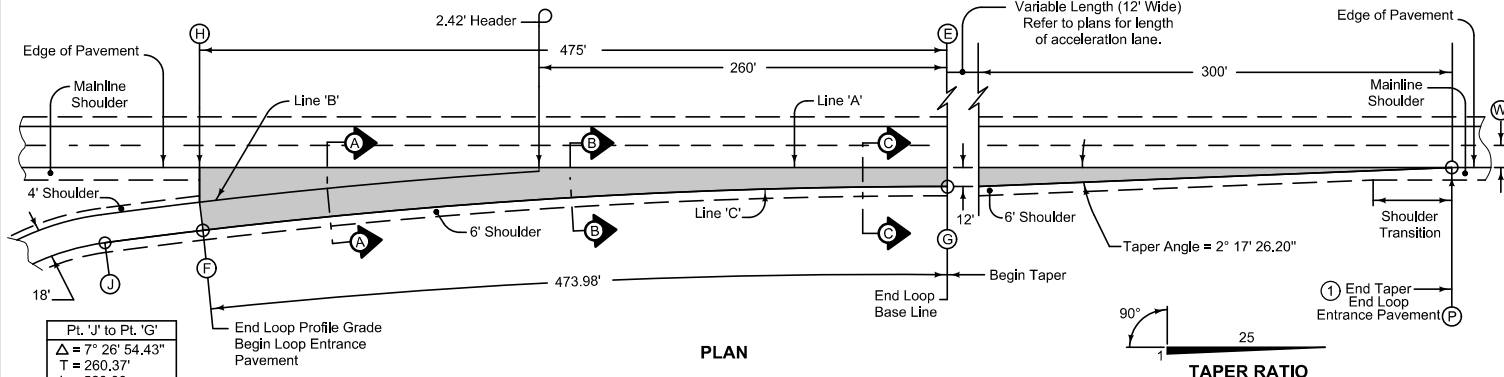 2.42' Header
Variable Length (12' Wide)
Refer to plans for length
of acceleration lane.
Edge of Pavement
H
E
Edge of Pavement
475'
260'
300'
Mainline
Shoulder
Line 'B'
Line 'A'
Mainline
Shoulder
W
A
B
C
4' Shoulder
Line 'C'
12'
6' Shoulder
6' Shoulder
Shoulder
Transition
A
B
C
J
F
G
Taper Angle = 2° 17' 26.20"
473.98'
Begin Taper
18'
End Loop
Base Line
1 End Taper
End Loop
Entrance Pavement
P
End Loop Profile Grade
Begin Loop Entrance
Pavement
90°
25
1
Pt. 'J' to Pt. 'G'
Δ = 7° 26' 54.43"
T = 260.37'
PLAN
TAPER RATIO